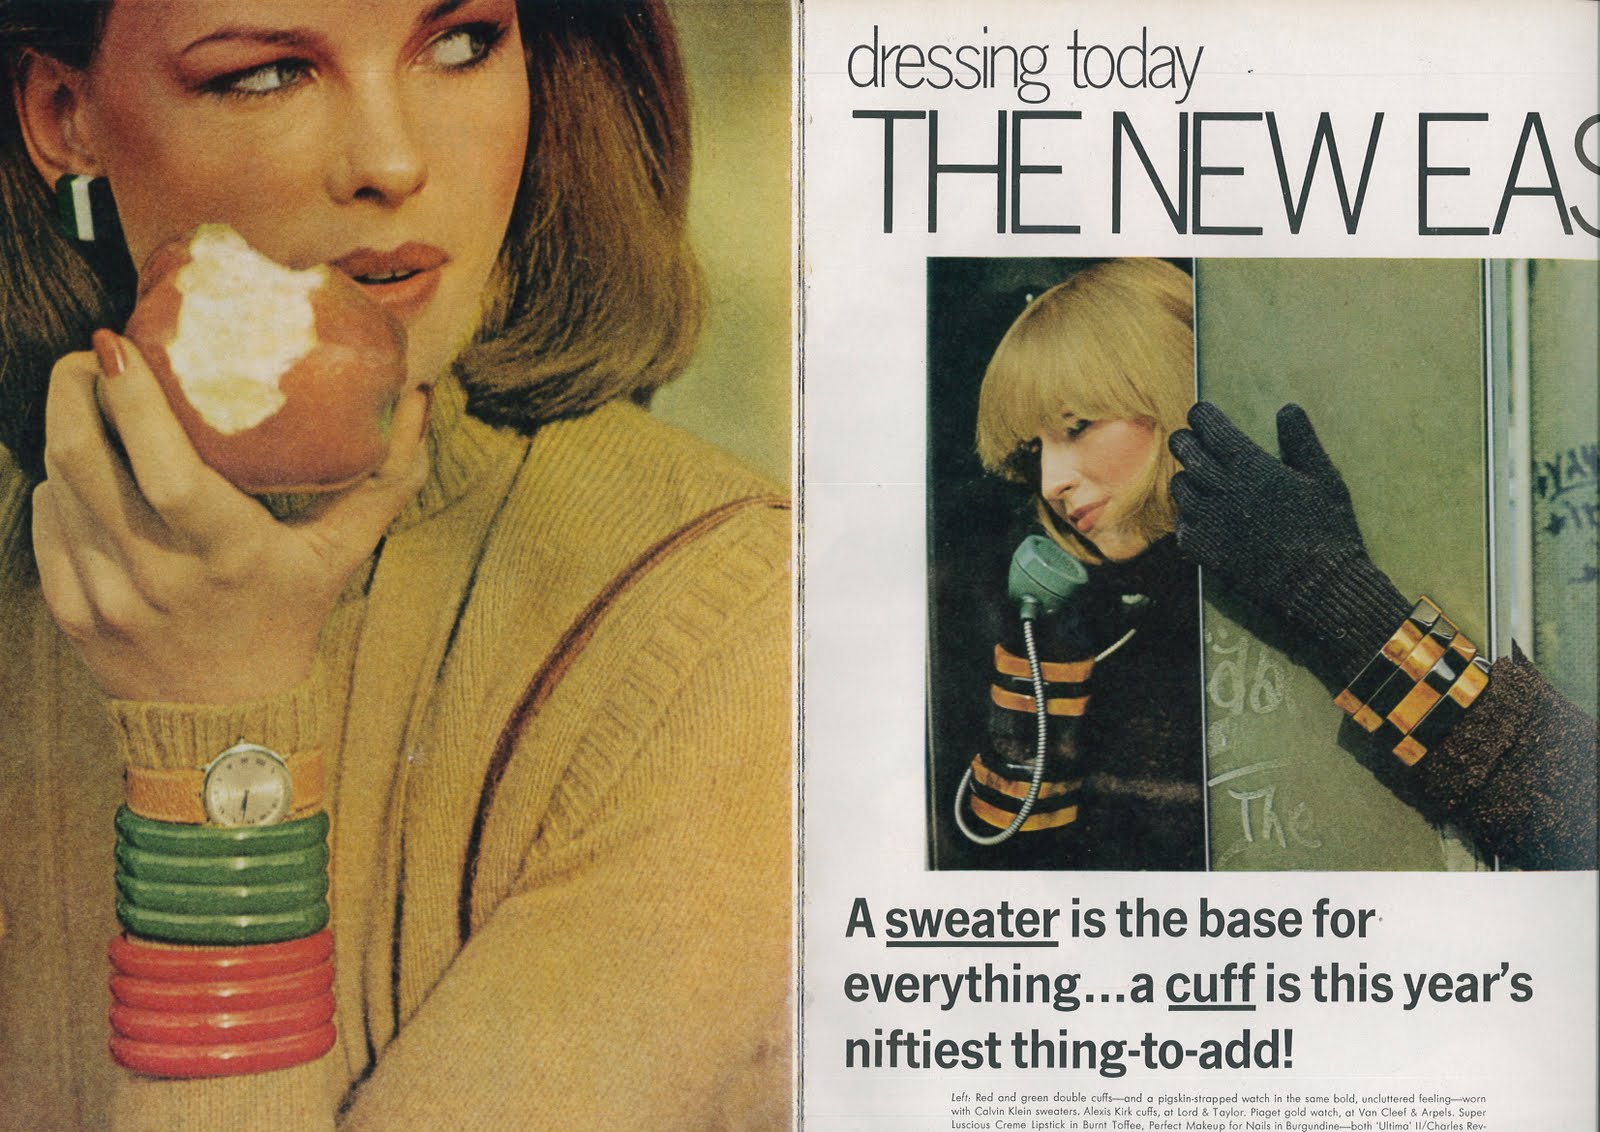 dressing today
THE NEW EAS
go
The
A sweater is the base for
everything...a cuff is this year's
niftiest thing-to-add!
Left: Red and green double cuffs—and a pigskin-strapped watch in the same bold, uncluttered feeling—worn
with Calvin Klein sweaters. Alexis Kirk cuffs, at Lord & Taylor. Piaget gold watch, at Van Cleef & Arpels. Super
Luscious Creme Lipstick in Burnt Toffee, Perfect Makeup for Nails in Burgundine—both 'Ultima' II/Charles Rev-